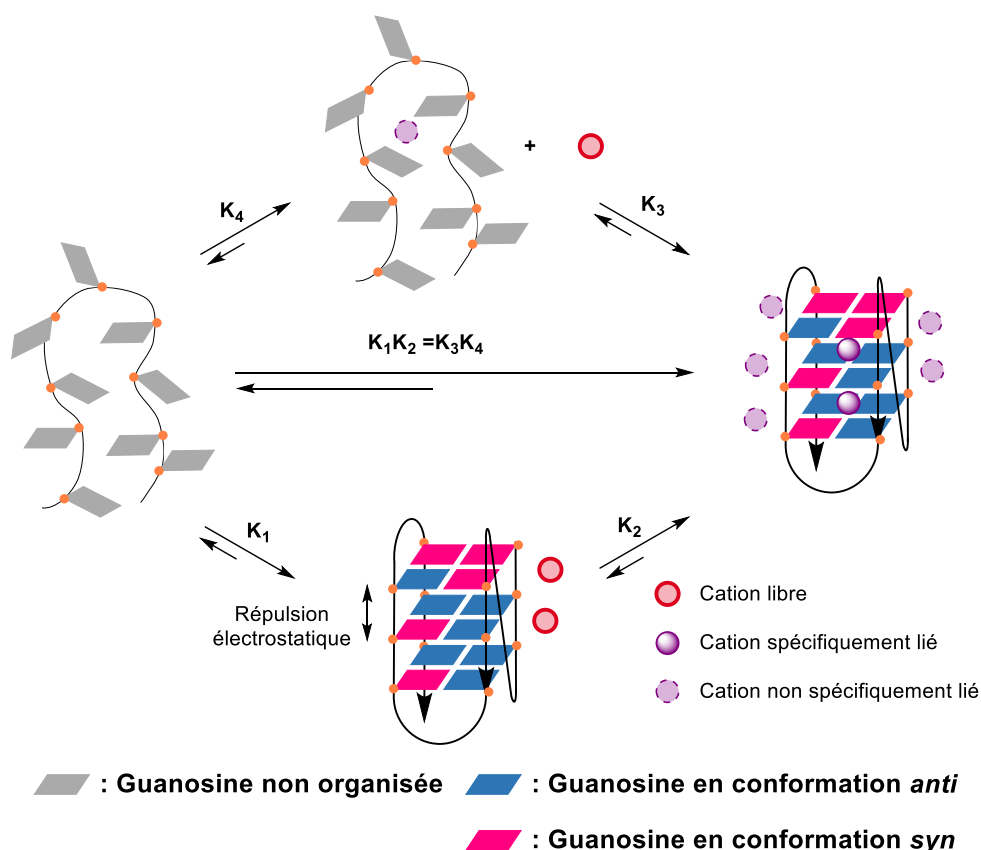 K4
+
K3
K1K2 =K3K4
K1
K2
Répulsion
électrostatique
Cation libre
Cation spécifiquement lié
Cation non spécifiquement lié
: Guanosine non organisée
: Guanosine en conformation anti
: Guanosine en conformation syn